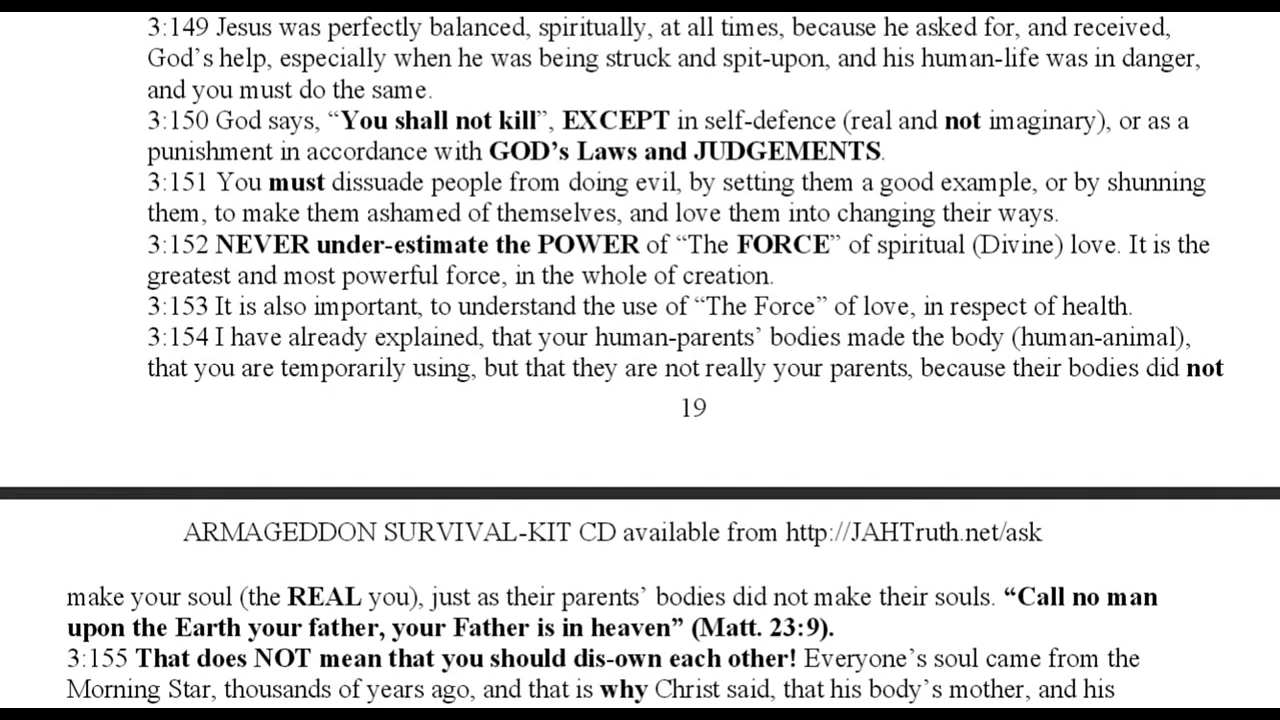 3:149 Jesus was perfectly balanced, spiritually, at all times, because he asked for, and received,
God's help, especially when he was being struck and spit-upon, and his human-life was in danger,
and you must do the same.
3:150 God says, “You shall not kill”, EXCEPT in self-defence (real and not imaginary), or as a
punishment in accordance with GOD's Laws and JUDGEMENTS.
3:151 You must dissuade people from doing evil, by setting them a good example, or by shunning
them, to make them ashamed of themselves, and love them into changing their ways.
3:152 NEVER under-estimate the POWER of “The FORCE” of spiritual (Divine) love. It is the
greatest and most powerful force, in the whole of creation.
3:153 It is also important, to understand the use of “The Force” of love, in respect of health.
3:154 I have already explained, that your human-parents' bodies made the body (human-animal),
that you are temporarily using, but that they are not really your parents, because their bodies did not
19
ARMAGEDDON SURVIVAL-KIT CD available from http://JAHTruth.net/ask
make your soul (the REAL you), just as their parents' bodies did not make their souls. “Call no man
upon the Earth your father, your Father is in heaven” (Matt. 23:9).
3:155 That does NOT mean that you should dis-own each other! Everyone's soul came from the
Morning Star, thousands of years ago, and that is why Christ said, that his body's mother, and his